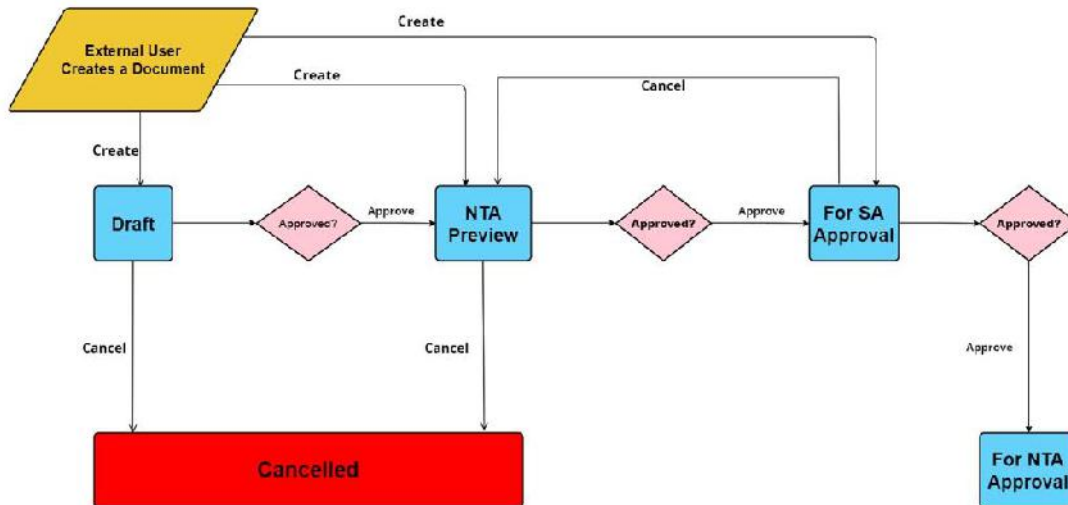 Create
External User
Creates a Document
Create
Cancel
Create
Draft
Approved?
Approve
NTA
Preview
Approved?
Approve
For SA
Approval
Approved?
Cancel
Cancel
Approve
Cancelled
For NTA
Approval